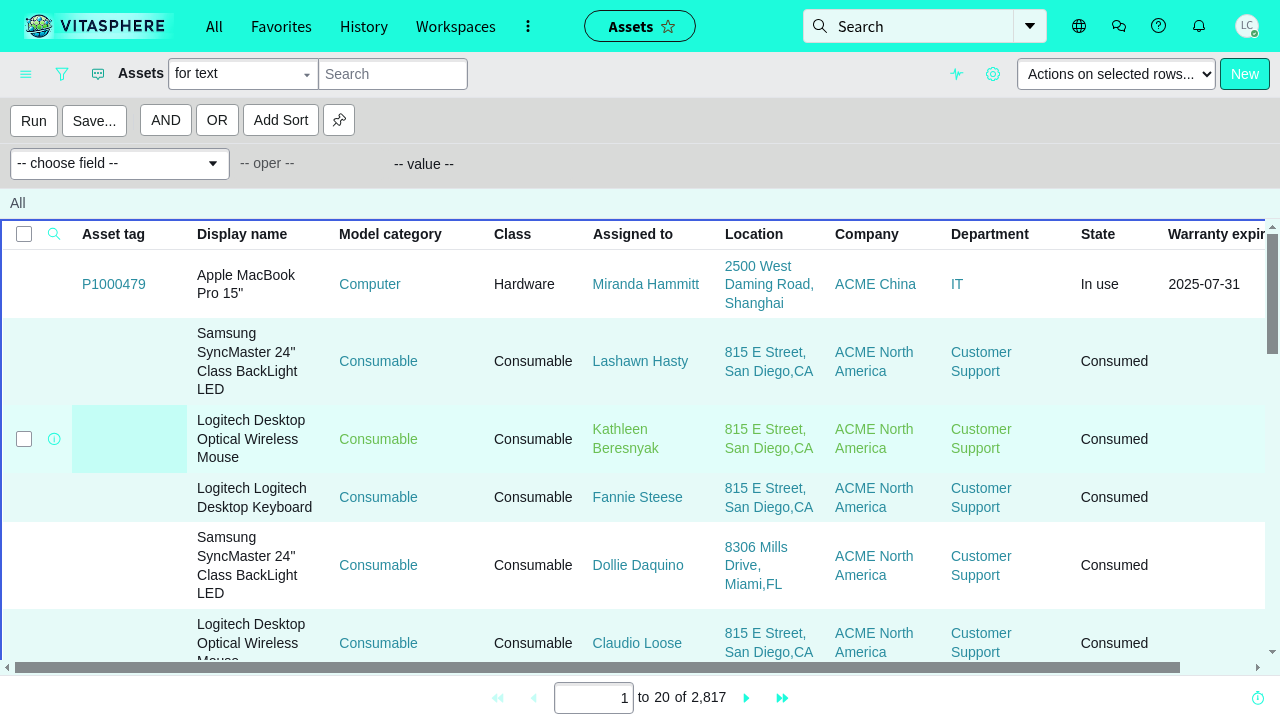 VITASPHERE All Favorites History Workspaces Assets Search LC
Assets for text Search Actions on selected rows... New
Run Save... AND OR Add Sort
-- choose field -- -- oper -- -- value --
All
Asset tag Display name Model category Class Assigned to Location Company Department State Warranty expir
P1000479 Apple MacBook Pro 15" Computer Hardware Miranda Hammitt 2500 West Daming Road, Shanghai ACME China IT In use 2025-07-31
Samsung SyncMaster 24" Class BackLight LED Consumable Consumable Lashawn Hasty 815 E Street, San Diego,CA ACME North America Customer Support Consumed
Logitech Desktop Optical Wireless Mouse Consumable Consumable Kathleen Beresnyak 815 E Street, San Diego,CA ACME North America Customer Support Consumed
Logitech Logitech Desktop Keyboard Consumable Consumable Fannie Steese 815 E Street, San Diego,CA ACME North America Customer Support Consumed
Samsung SyncMaster 24" Class BackLight LED Consumable Consumable Dollie Daquino 8306 Mills Drive, Miami,FL ACME North America Customer Support Consumed
Logitech Desktop Optical Wireless Mouse Consumable Consumable Claudio Loose 815 E Street, San Diego,CA ACME North America Customer Support Consumed
1 to 20 of 2,817